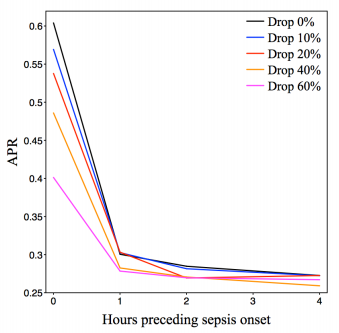 Drop 0%
Drop 10%
Drop 20%
Drop 40%
Drop 60%
APR
0.6
0.55
0.5
0.45
0.4
0.35
0.3
0.25
0 1 2 3 4
Hours preceding sepsis onset